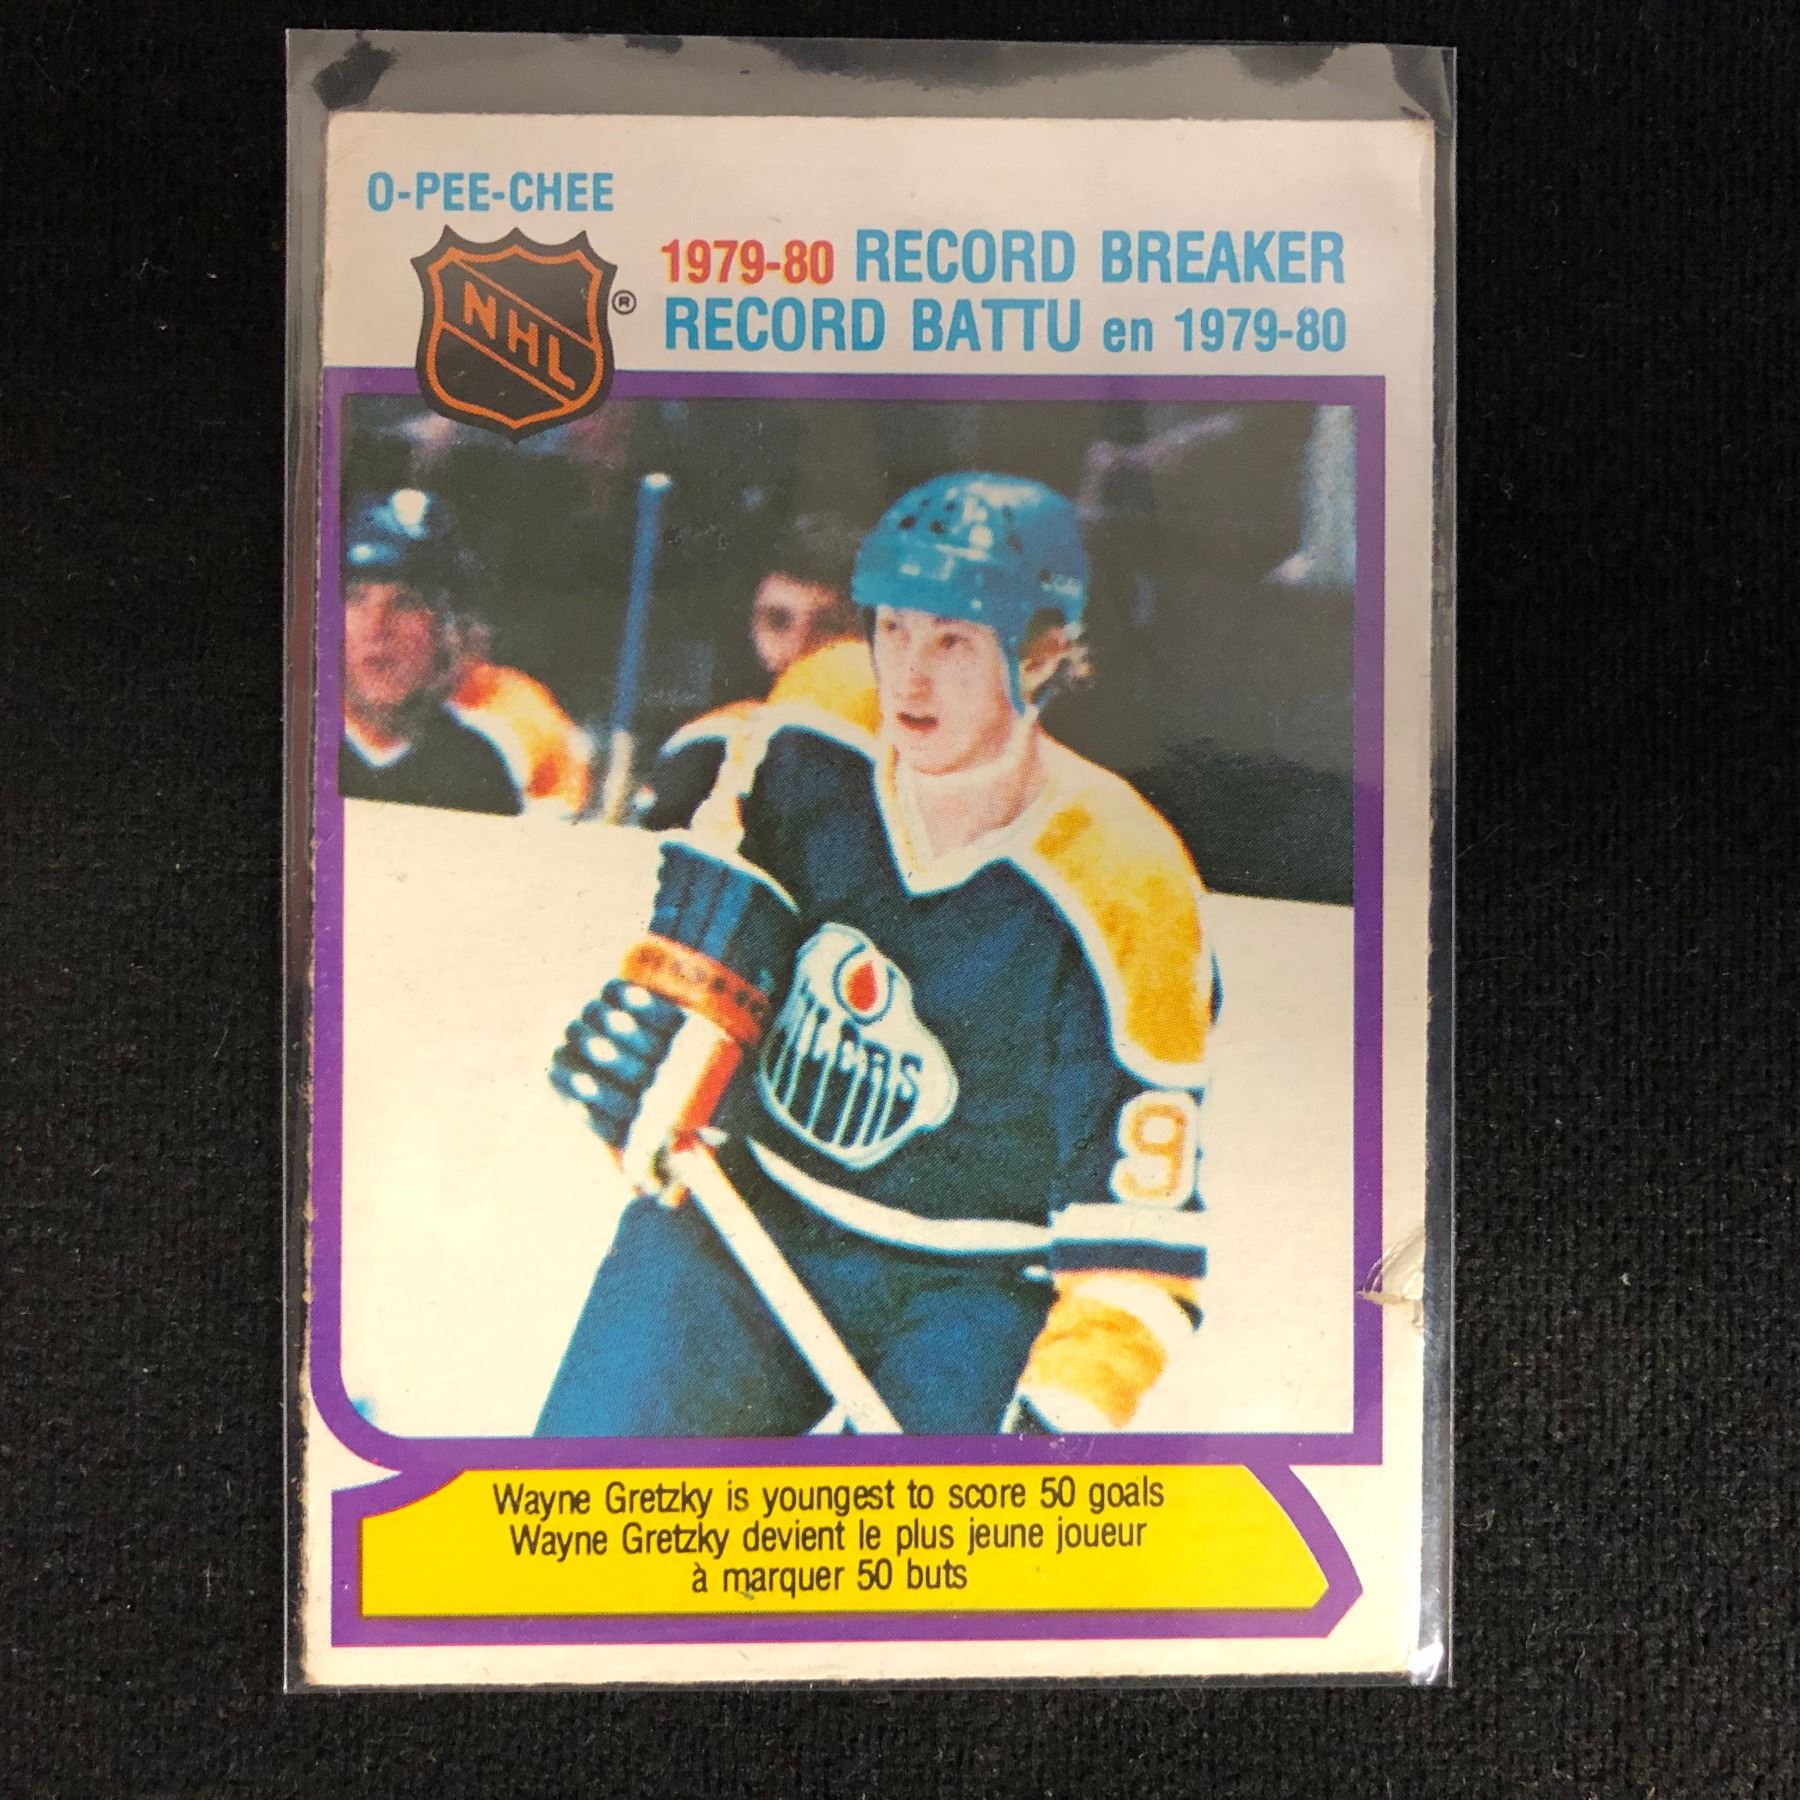 O-PEE-CHEE
NHL
®
1979-80 RECORD BREAKER
RECORD BATTU en 1979-80
OILERS
9
Wayne Gretzky is youngest to score 50 goals
Wayne Gretzky devient le plus jeune joueur
à marquer 50 buts